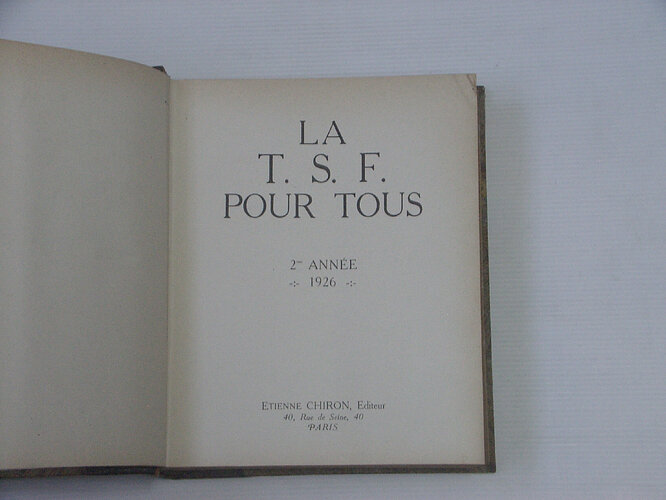 LA
T. S. F.
POUR TOUS
2me ANNÉE
-:- 1926 -:-
ETIENNE CHIRON, Editeur
40, Rue de Seine, 40
PARIS